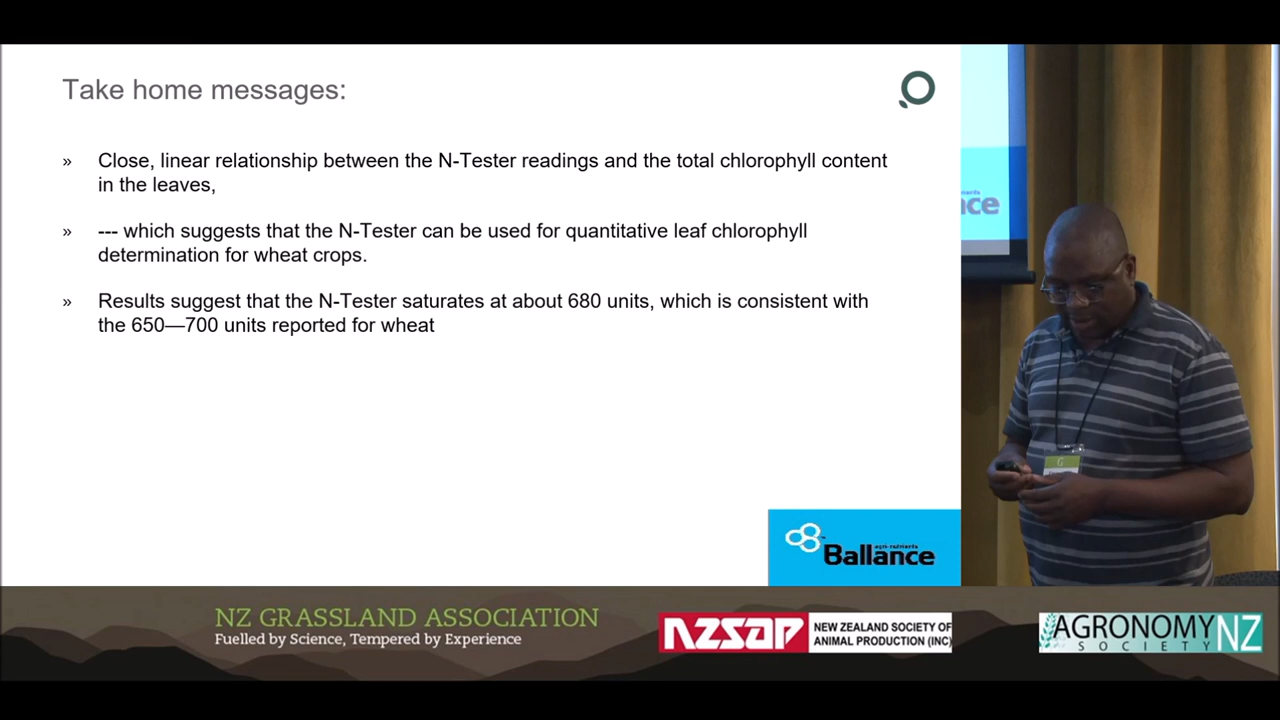 Take home messages:
» Close, linear relationship between the N-Tester readings and the total chlorophyll content
in the leaves,
» --- which suggests that the N-Tester can be used for quantitative leaf chlorophyll
determination for wheat crops.
» Results suggest that the N-Tester saturates at about 680 units, which is consistent with
the 650—700 units reported for wheat
nce
G
agro-nutrients
Ballance
NZ GRASSLAND ASSOCIATION
Fuelled by Science, Tempered by Experience
NZSAP
NEW ZEALAND SOCIETY OF
ANIMAL PRODUCTION (INC)
AGRONOMY
SOCIETY
NZ